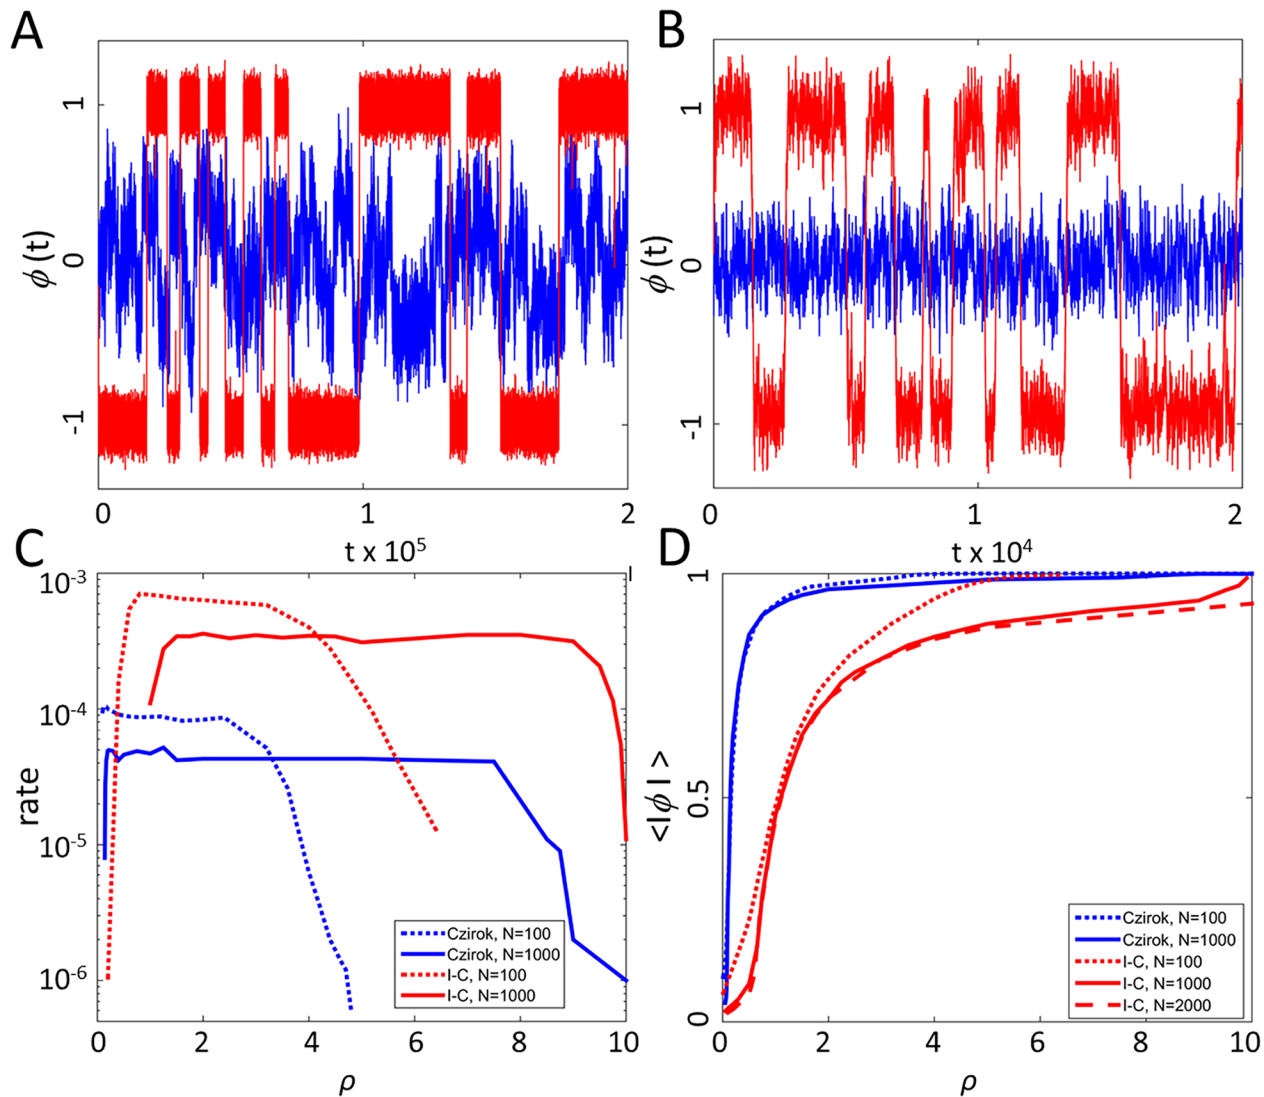 A
B
1
0
-1
ϕ (t)
0
1
2
t x 10^5
1
0
-1
ϕ (t)
0
1
2
t x 10^4
C
D
10^-3
10^-4
10^-5
10^-6
rate
0
2
4
6
8
10
ρ
Czirok, N=100
Czirok, N=1000
I-C, N=100
I-C, N=1000
1
0.5
0
<Iϕ I >
0
2
4
6
8
10
ρ
Czirok, N=100
Czirok, N=1000
I-C, N=100
I-C, N=1000
I-C, N=2000